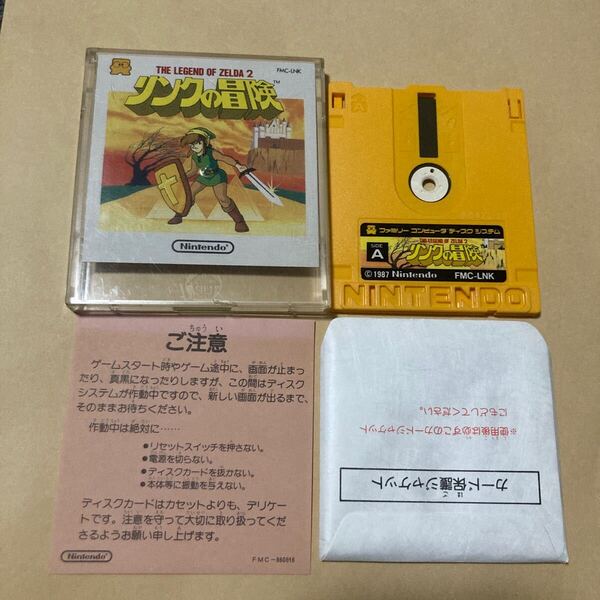 THE LEGEND OF ZELDA 2
FMC-LNK
リンクの冒険
TM
Nintendo
ファミリー コンピュータ ディスク システム
SIDE
A
THE LEGEND OF ZELDA 2
リンクの冒険
©1987 Nintendo
FMC-LNK
NINTENDO
ちゅうい
ご注意
ゲームスタート時やゲーム途中に、画面が止まっ
たり、真黒になったりしますが、この間はディスク
システムが作動中ですので、新しい画面が出るまで、
そのままお待ちください。
作動中は絶対に……
●リセットスイッチを押さない。
●電源を切らない。
●ディスクカードを抜かない。
●本体等に振動を与えない。
ディスクカードはカセットよりも、デリケー
トです。注意を守って大切に取り扱ってくだ
さるようお願い申し上げます。
Nintendo
カード保護ジャケット
※使用後は必ずこのカードジャケット
にもどしてください。